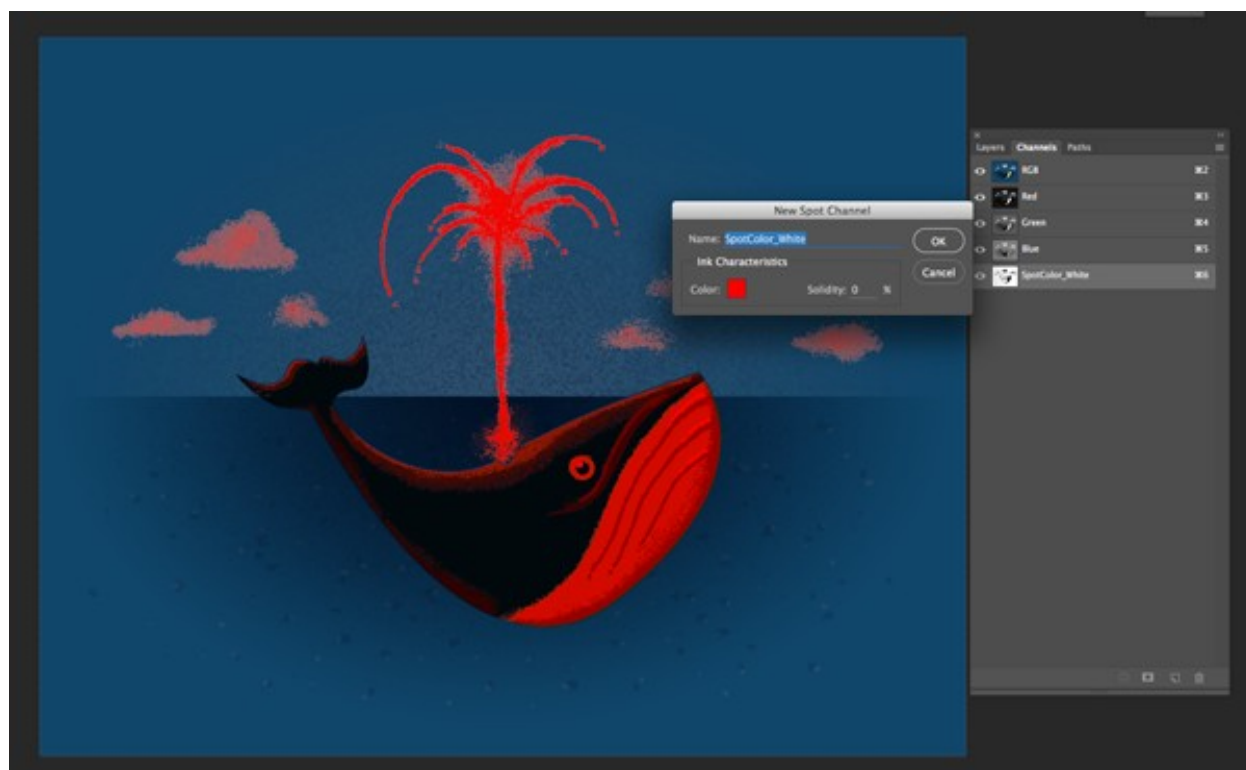 New Spot Channel
Name: SpotColor_White
OK
Ink Characteristics
Cancel
Color:
Solidity: 0 %
Layers Channels Paths
RGB ⌘2
Red ⌘3
Green ⌘4
Blue ⌘5
SpotColor_White ⌘6